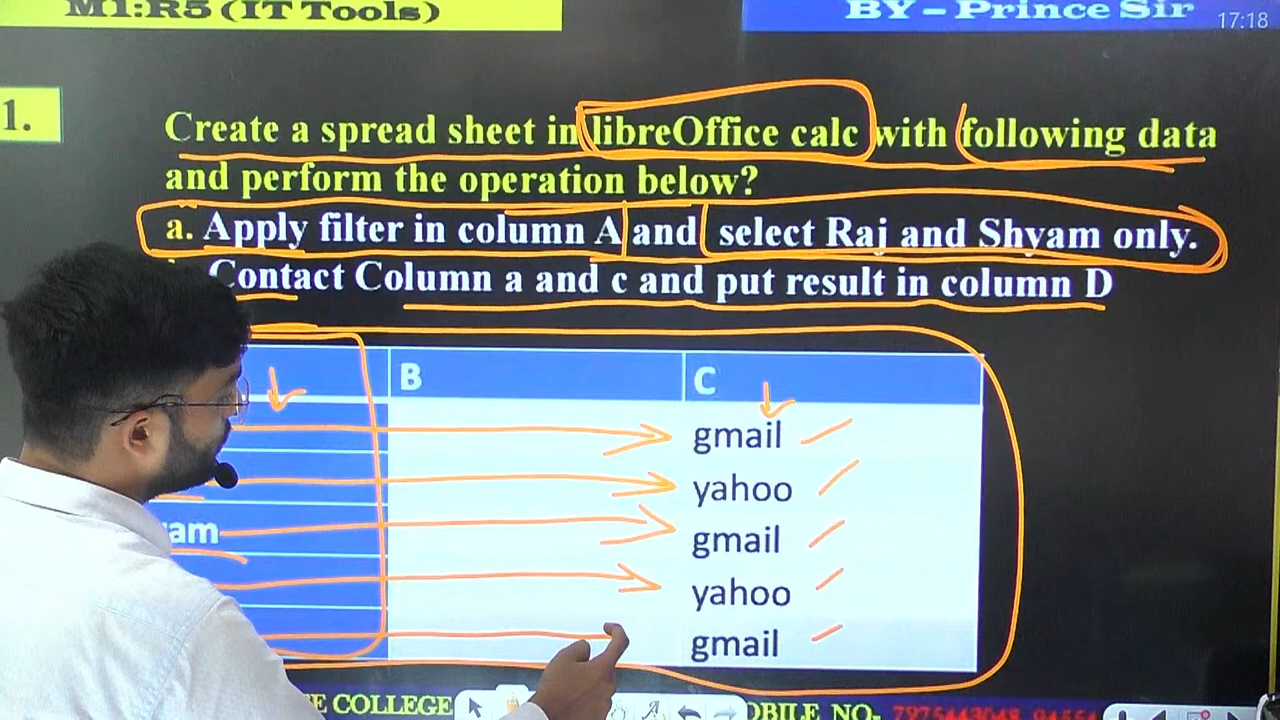 M1:R5 (IT Tools)
BY – Prince Sir
17:18
1.
Create a spread sheet in libreOffice calc with following data
and perform the operation below?
a. Apply filter in column A and select Raj and Shyam only.
Contact Column a and c and put result in column D
B C
gmail
yahoo
am gmail
yahoo
gmail
COLLEGE
NO-